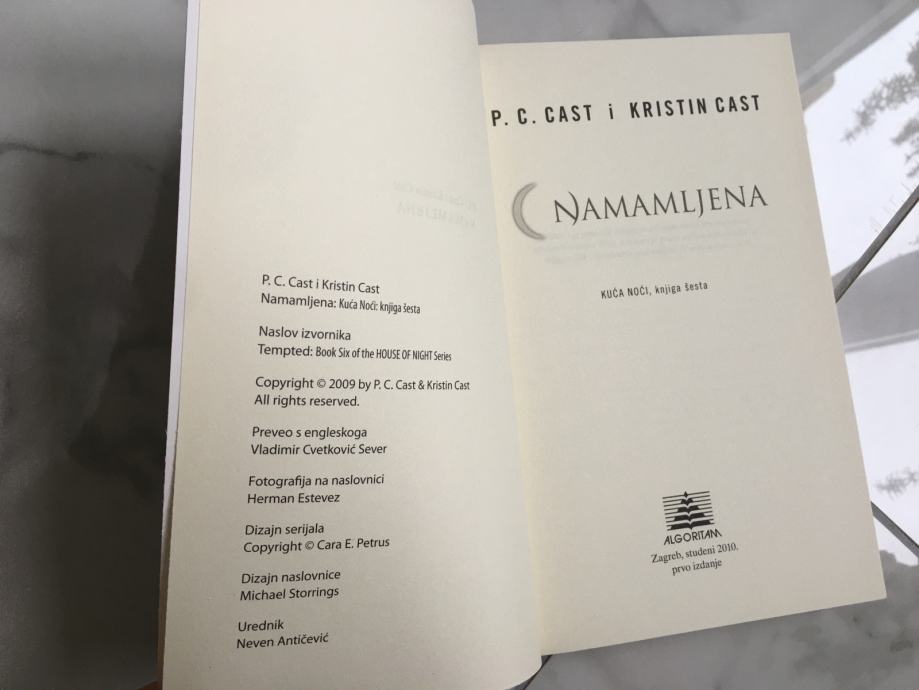 P. C. Cast i Kristin Cast
Namamljena: Kuća Noći: knjiga šesta
Naslov izvornika
Tempted: Book Six of the HOUSE OF NIGHT Series
Copyright © 2009 by P. C. Cast & Kristin Cast
All rights reserved.
Preveo s engleskoga
Vladimir Cvetković Sever
Fotografija na naslovnici
Herman Estevez
Dizajn serijala
Copyright © Cara E. Petrus
Dizajn naslovnice
Michael Storrings
Urednik
Neven Antičević
P. C. CAST i KRISTIN CAST
NAMAMLJENA
KUĆA NOĆI, knjiga šesta
ALGORITAM
Zagreb, studeni 2010.
prvo izdanje